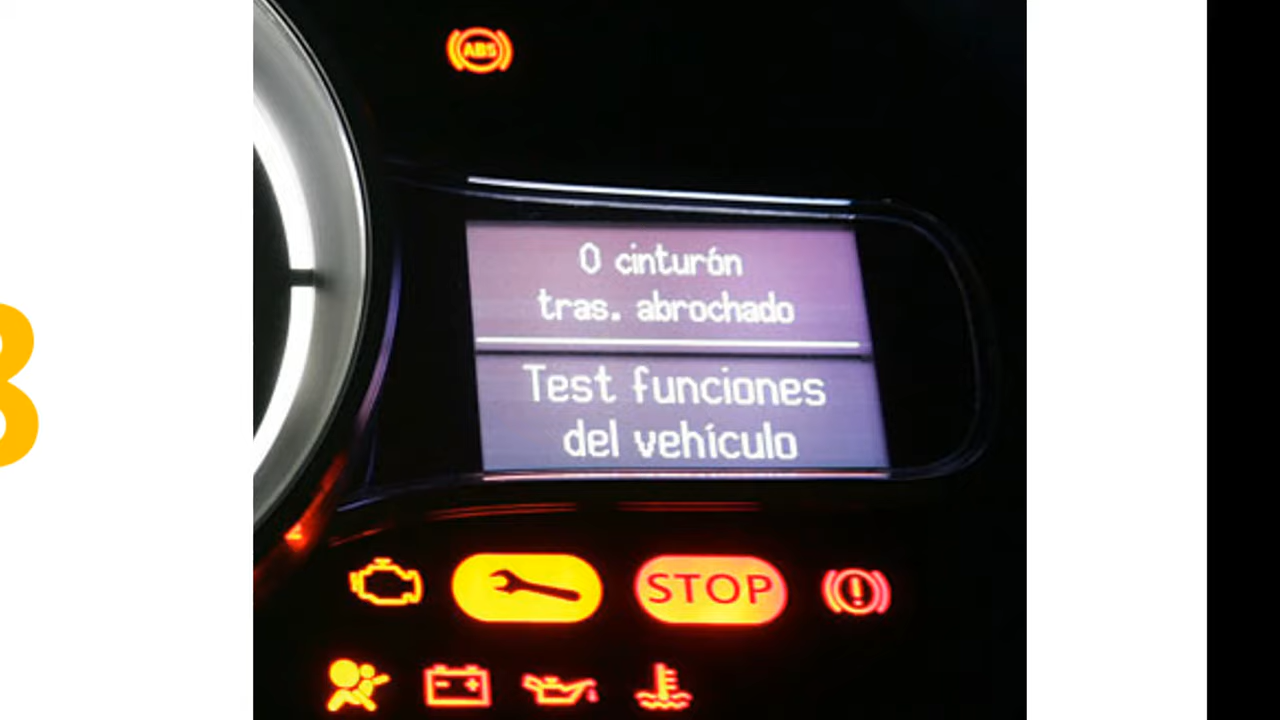 ABS
0 cinturón
tras. abrochado
Test funciones
del vehículo
STOP